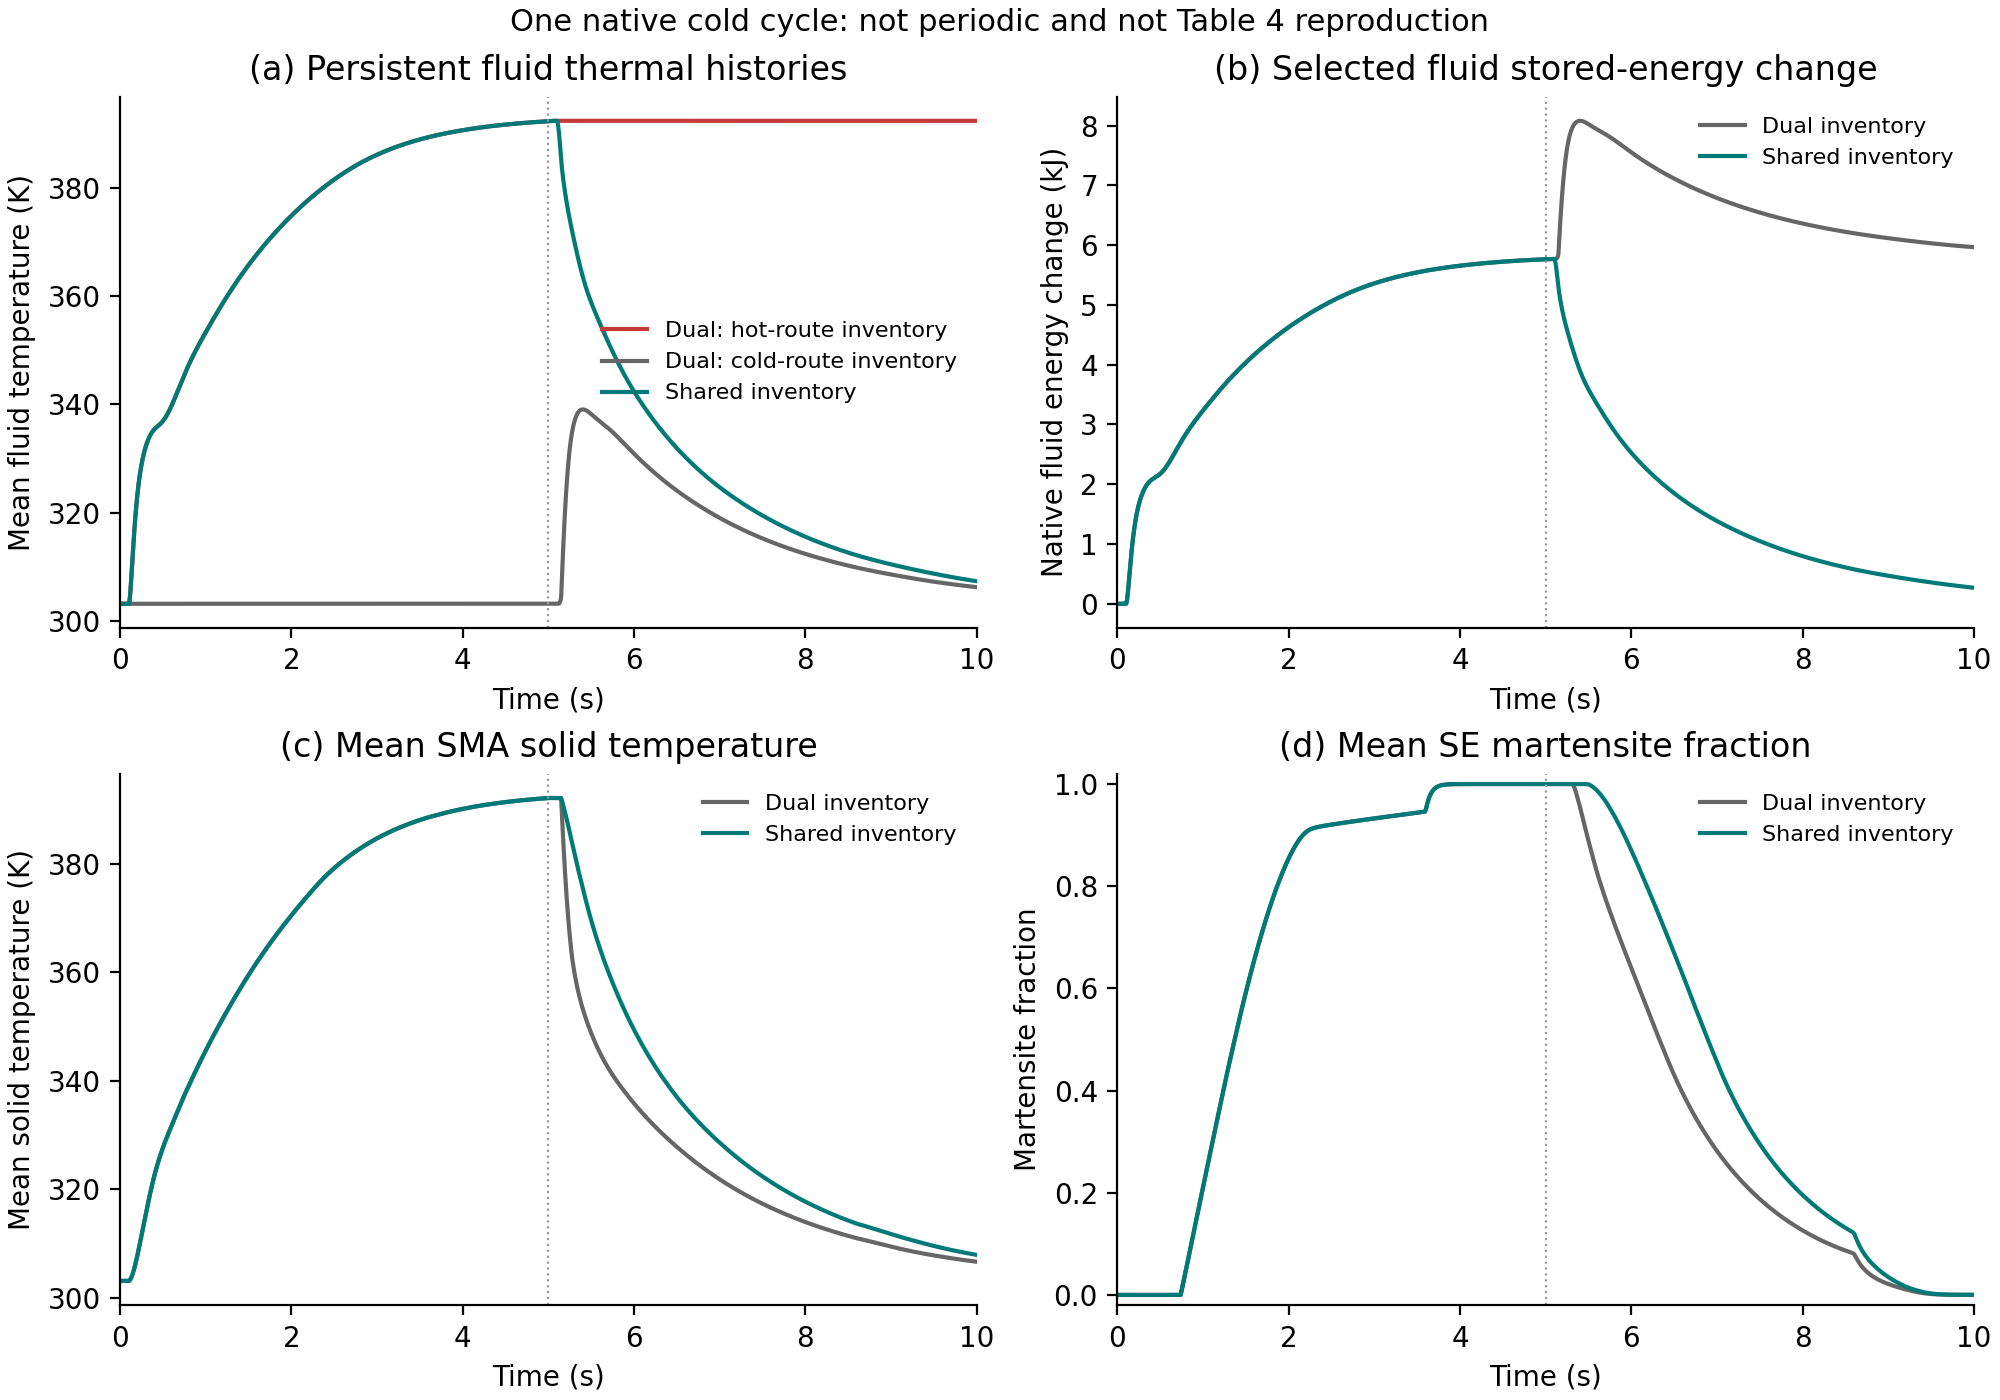 One native cold cycle: not periodic and not Table 4 reproduction
(a) Persistent fluid thermal histories
Mean fluid temperature (K)
380
360
340
320
300
Dual: hot-route inventory
Dual: cold-route inventory
Shared inventory
0 2 4 6 8 10
Time (s)
(b) Selected fluid stored-energy change
Native fluid energy change (kJ)
8
7
6
5
4
3
2
1
0
Dual inventory
Shared inventory
0 2 4 6 8 10
Time (s)
(c) Mean SMA solid temperature
Mean solid temperature (K)
380
360
340
320
300
Dual inventory
Shared inventory
0 2 4 6 8 10
Time (s)
(d) Mean SE martensite fraction
Martensite fraction
1.0
0.8
0.6
0.4
0.2
0.0
Dual inventory
Shared inventory
0 2 4 6 8 10
Time (s)